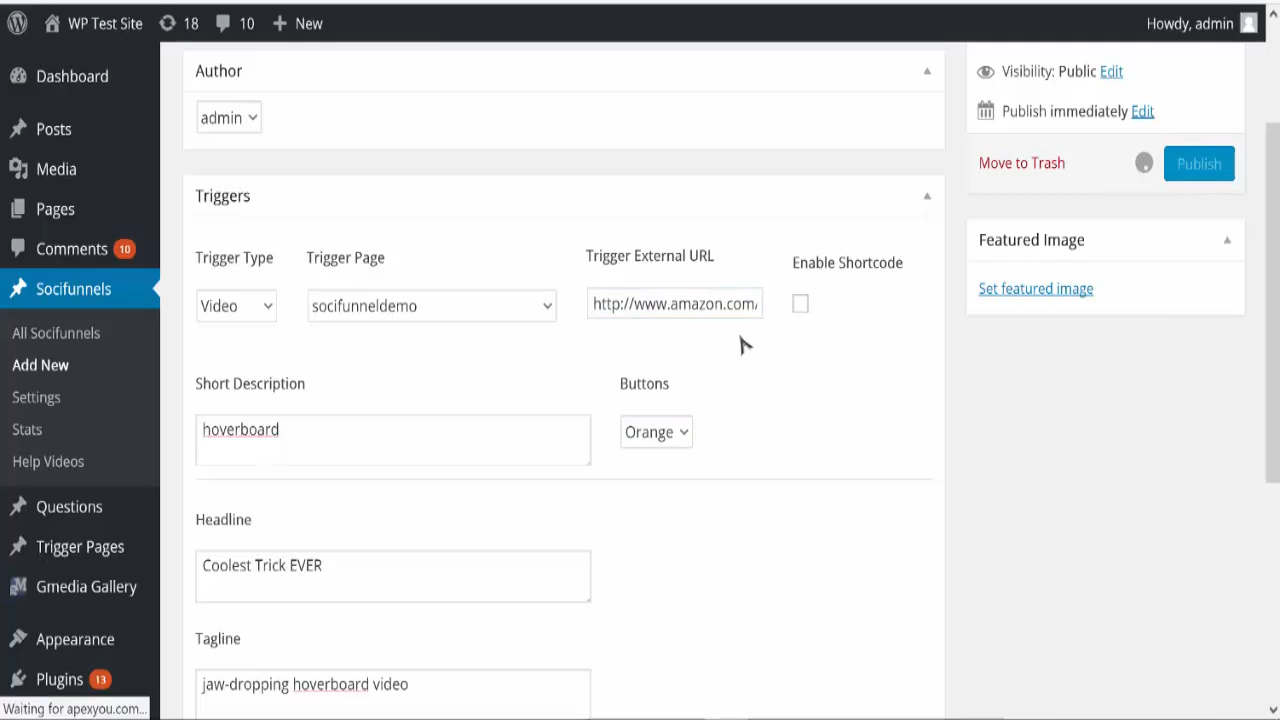 WP Test Site 18 10 New Howdy, admin
Dashboard
Posts
Media
Pages
Comments 10
Socifunnels
All Socifunnels
Add New
Settings
Stats
Help Videos
Questions
Trigger Pages
Gmedia Gallery
Appearance
Plugins 13
Waiting for apexyou.com...
Author
admin
Triggers
Trigger Type Trigger Page Trigger External URL Enable Shortcode
Video socifunneldemo http://www.amazon.com/
Short Description Buttons
hoverboard Orange
Headline
Coolest Trick EVER
Tagline
jaw-dropping hoverboard video
Visibility: Public Edit
Publish immediately Edit
Move to Trash Publish
Featured Image
Set featured image